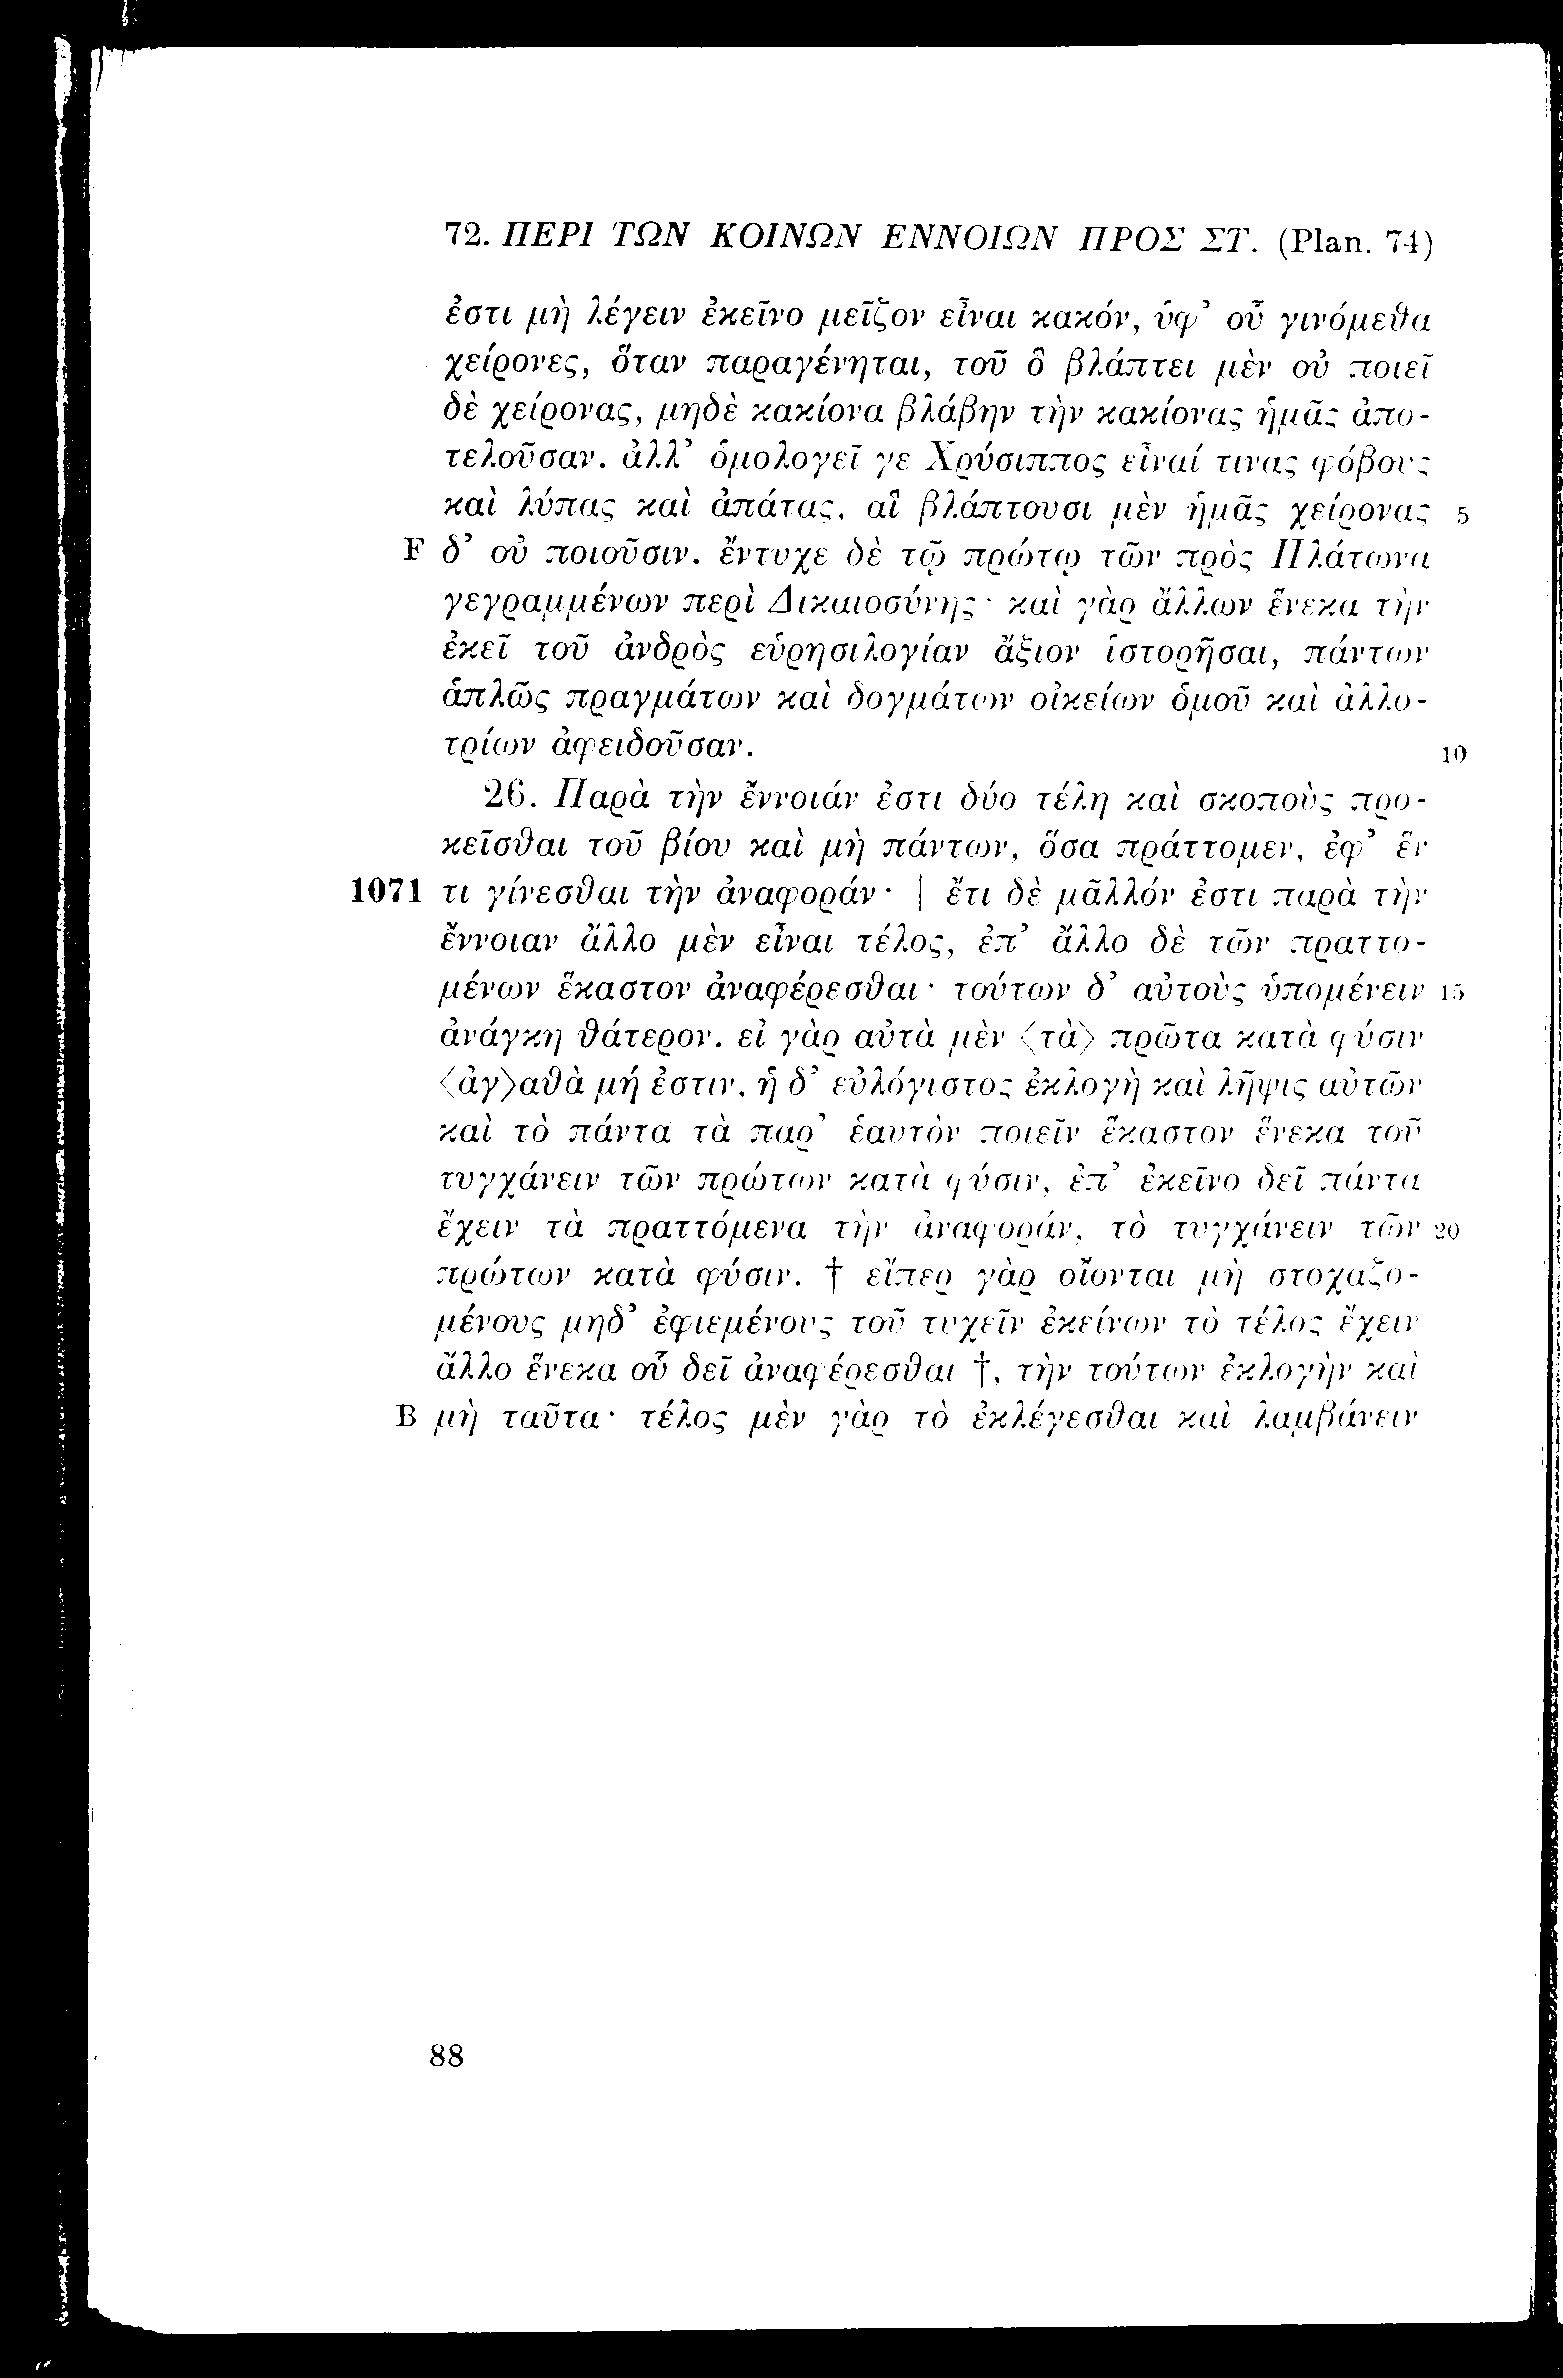 72. ΠΕΡΙ ΤΩΝ ΚΟΙΝΩΝ ΕΝΝΟΙΩΝ ΠΡΟΣ ΣΤ. (Plan. 74)
ἐστι μὴ λέγειν ἐκεῖνο μεῖζον εἶναι κακόν, ὑφ’ οὗ γινόμεθα
χείρονες, ὅταν παραγένηται, τοῦ ὃ βλάπτει μὲν οὐ ποιεῖ
δὲ χείρονας, μηδὲ κακίονα βλάβην τὴν κακίονας ἡμᾶς ἀπο-
τελοῦσαν. ἀλλ’ ὁμολογεῖ γε Χρύσιππος εἶναί τινας φόβους
καὶ λύπας καὶ ἀπάτας, αἳ βλάπτουσι μὲν ἡμᾶς χείρονας 5
F δ’ οὐ ποιοῦσιν. ἔντυχε δὲ τῷ πρώτῳ τῶν πρὸς Πλάτωνα
γεγραμμένων περὶ Δικαιοσύνης· καὶ γὰρ ἄλλων ἕνεκα τὴν
ἐκεῖ τοῦ ἀνδρὸς εὑρησιλογίαν ἄξιον ἱστορῆσαι, πάντων
ἁπλῶς πραγμάτων καὶ δογμάτων οἰκείων ὁμοῦ καὶ ἀλλο-
τρίων ἀφειδοῦσαν. 10
26. Παρὰ τὴν ἔννοιάν ἐστι δύο τέλη καὶ σκοποὺς προ-
κεῖσθαι τοῦ βίου καὶ μὴ πάντων, ὅσα πράττομεν, ἐφ’ ἕν
1071 τι γίνεσθαι τὴν ἀναφοράν· | ἔτι δὲ μᾶλλόν ἐστι παρὰ τὴν
ἔννοιαν ἄλλο μὲν εἶναι τέλος, ἐπ’ ἄλλο δὲ τῶν πραττο-
μένων ἕκαστον ἀναφέρεσθαι· τούτων δ’ αὐτοὺς ὑπομένειν 15
ἀνάγκη θάτερον. εἰ γὰρ αὐτὰ μὲν ⟨τὰ⟩ πρῶτα κατὰ φύσιν
⟨ἀγ⟩αθὰ μή ἐστιν, ἡ δ’ εὐλόγιστος ἐκλογὴ καὶ λῆψις αὐτῶν
καὶ τὸ πάντα τὰ παρ’ ἑαυτὸν ποιεῖν ἕκαστον ἕνεκα τοῦ
τυγχάνειν τῶν πρώτων κατὰ φύσιν, ἐπ’ ἐκεῖνο δεῖ πάντα
ἔχειν τὰ πραττόμενα τὴν ἀναφοράν, τὸ τυγχάνειν τῶν 20
πρώτων κατὰ φύσιν. † εἴπερ γὰρ οἴονται μὴ στοχαζο-
μένους μηδ’ ἐφιεμένους τοῦ τυχεῖν ἐκείνων τὸ τέλος ἔχειν
ἄλλο ἕνεκα οὗ δεῖ ἀναφέρεσθαι †, τὴν τούτων ἐκλογὴν καὶ
B μὴ ταῦτα· τέλος μὲν γὰρ τὸ ἐκλέγεσθαι καὶ λαμβάνειν
88